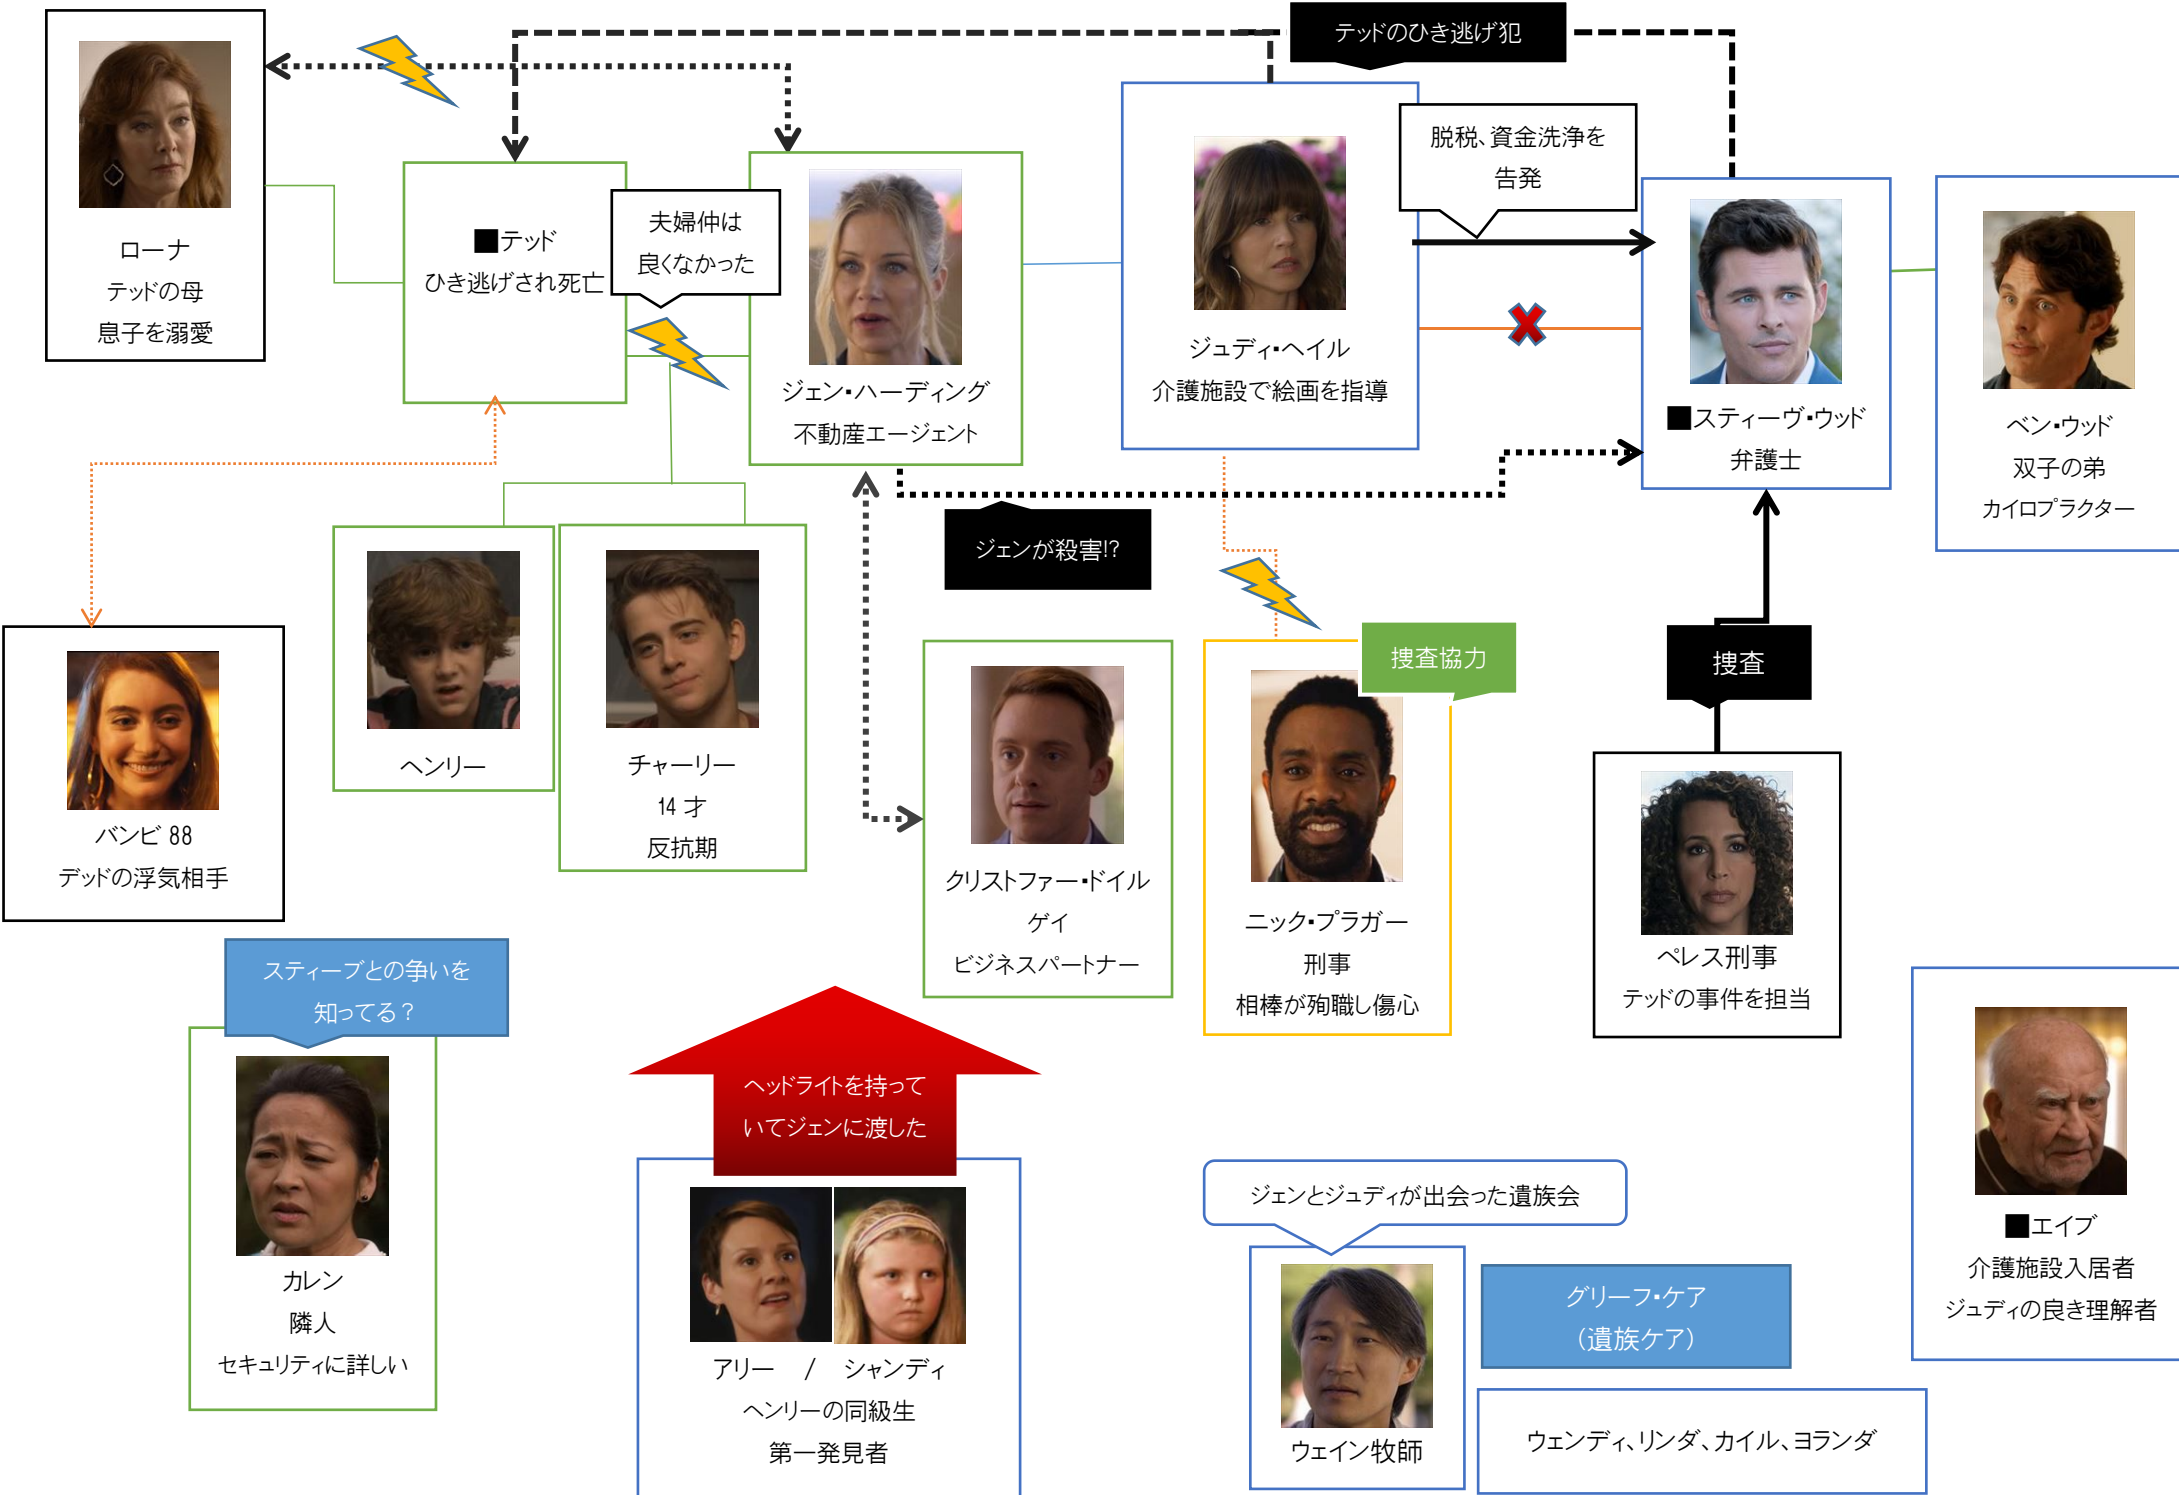 テッドのひき逃げ犯
ローナ
テッドの母
息子を溺愛
■テッド
ひき逃げされ死亡
夫婦仲は
良くなかった
ジェン・ハーディング
不動産エージェント
ジュディ・ヘイル
介護施設で絵画を指導
脱税、資金洗浄を
告発
■スティーヴ・ウッド
弁護士
ベン・ウッド
双子の弟
カイロプラクター
ジェンが殺害!?
バンビ 88
デッドの浮気相手
ヘンリー
チャーリー
14 才
反抗期
クリストファー・ドイル
ゲイ
ビジネスパートナー
捜査協力
ニック・プラガー
刑事
相棒が殉職し傷心
捜査
ペレス刑事
テッドの事件を担当
スティーブとの争いを
知ってる？
カレン
隣人
セキュリティに詳しい
ヘッドライトを持って
いてジェンに渡した
アリー　/　シャンディ
ヘンリーの同級生
第一発見者
ジェンとジュディが出会った遺族会
ウェイン牧師
グリーフ・ケア
（遺族ケア）
ウェンディ、リンダ、カイル、ヨランダ
■エイブ
介護施設入居者
ジュディの良き理解者